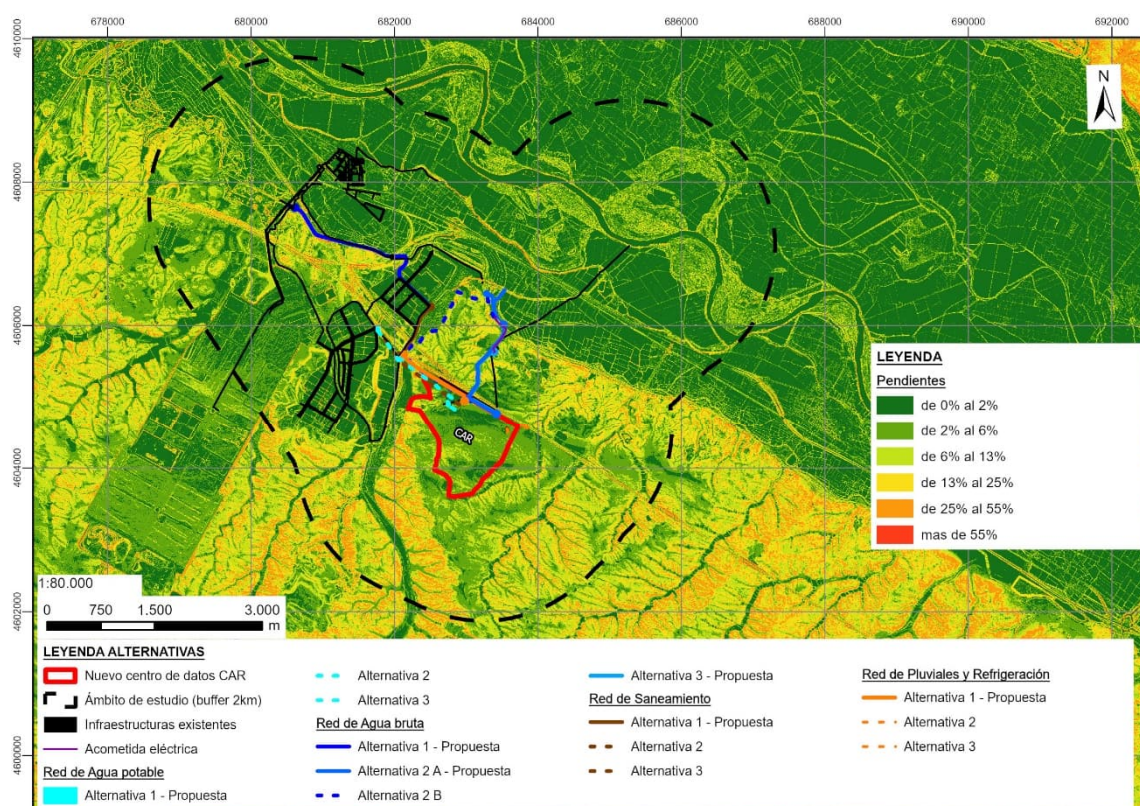 678000 680000 682000 684000 686000 688000 690000 692000
4610000
4608000
4606000
4604000
4602000
4600000
N
CAR
LEYENDA
Pendientes
de 0% al 2%
de 2% al 6%
de 6% al 13%
de 13% al 25%
de 25% al 55%
mas de 55%
1:80.000
0 750 1.500 3.000
m
LEYENDA ALTERNATIVAS
Nuevo centro de datos CAR
Ámbito de estudio (buffer 2km)
Infraestructuras existentes
Acometida eléctrica
Red de Agua potable
Alternativa 1 - Propuesta
Alternativa 2
Alternativa 3
Red de Agua bruta
Alternativa 1 - Propuesta
Alternativa 2 A - Propuesta
Alternativa 2 B
Alternativa 3 - Propuesta
Red de Saneamiento
Alternativa 1 - Propuesta
Alternativa 2
Alternativa 3
Red de Pluviales y Refrigeración
Alternativa 1 - Propuesta
Alternativa 2
Alternativa 3